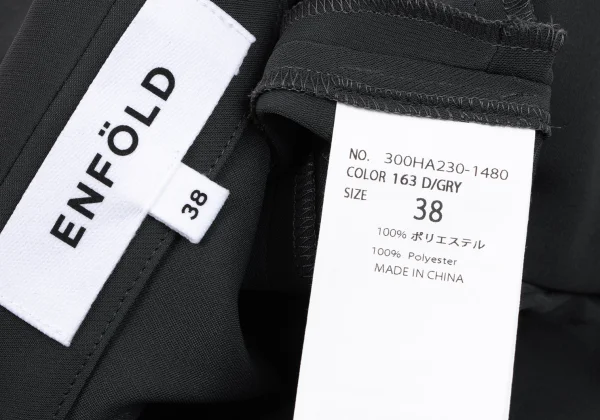 ENFÖLD
38
NO. 300HA230-1480
COLOR 163 D/GRY
SIZE 38
100% ポリエステル
100% Polyester
MADE IN CHINA